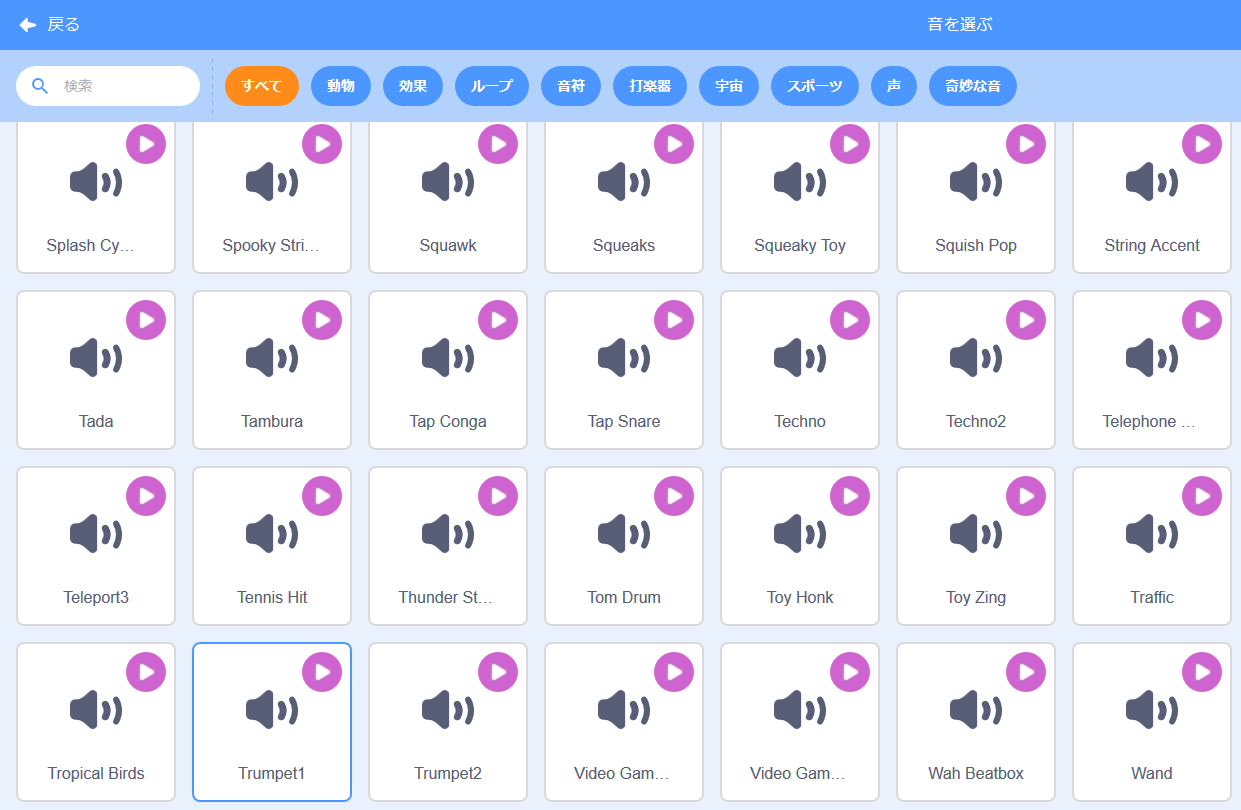 戻る
音を選ぶ
検索
すべて
動物
効果
ループ
音符
打楽器
宇宙
スポーツ
声
奇妙な音
Splash Cy…
Spooky Stri…
Squawk
Squeaks
Squeaky Toy
Squish Pop
String Accent
Tada
Tambura
Tap Conga
Tap Snare
Techno
Techno2
Telephone …
Teleport3
Tennis Hit
Thunder St…
Tom Drum
Toy Honk
Toy Zing
Traffic
Tropical Birds
Trumpet1
Trumpet2
Video Gam…
Video Gam…
Wah Beatbox
Wand